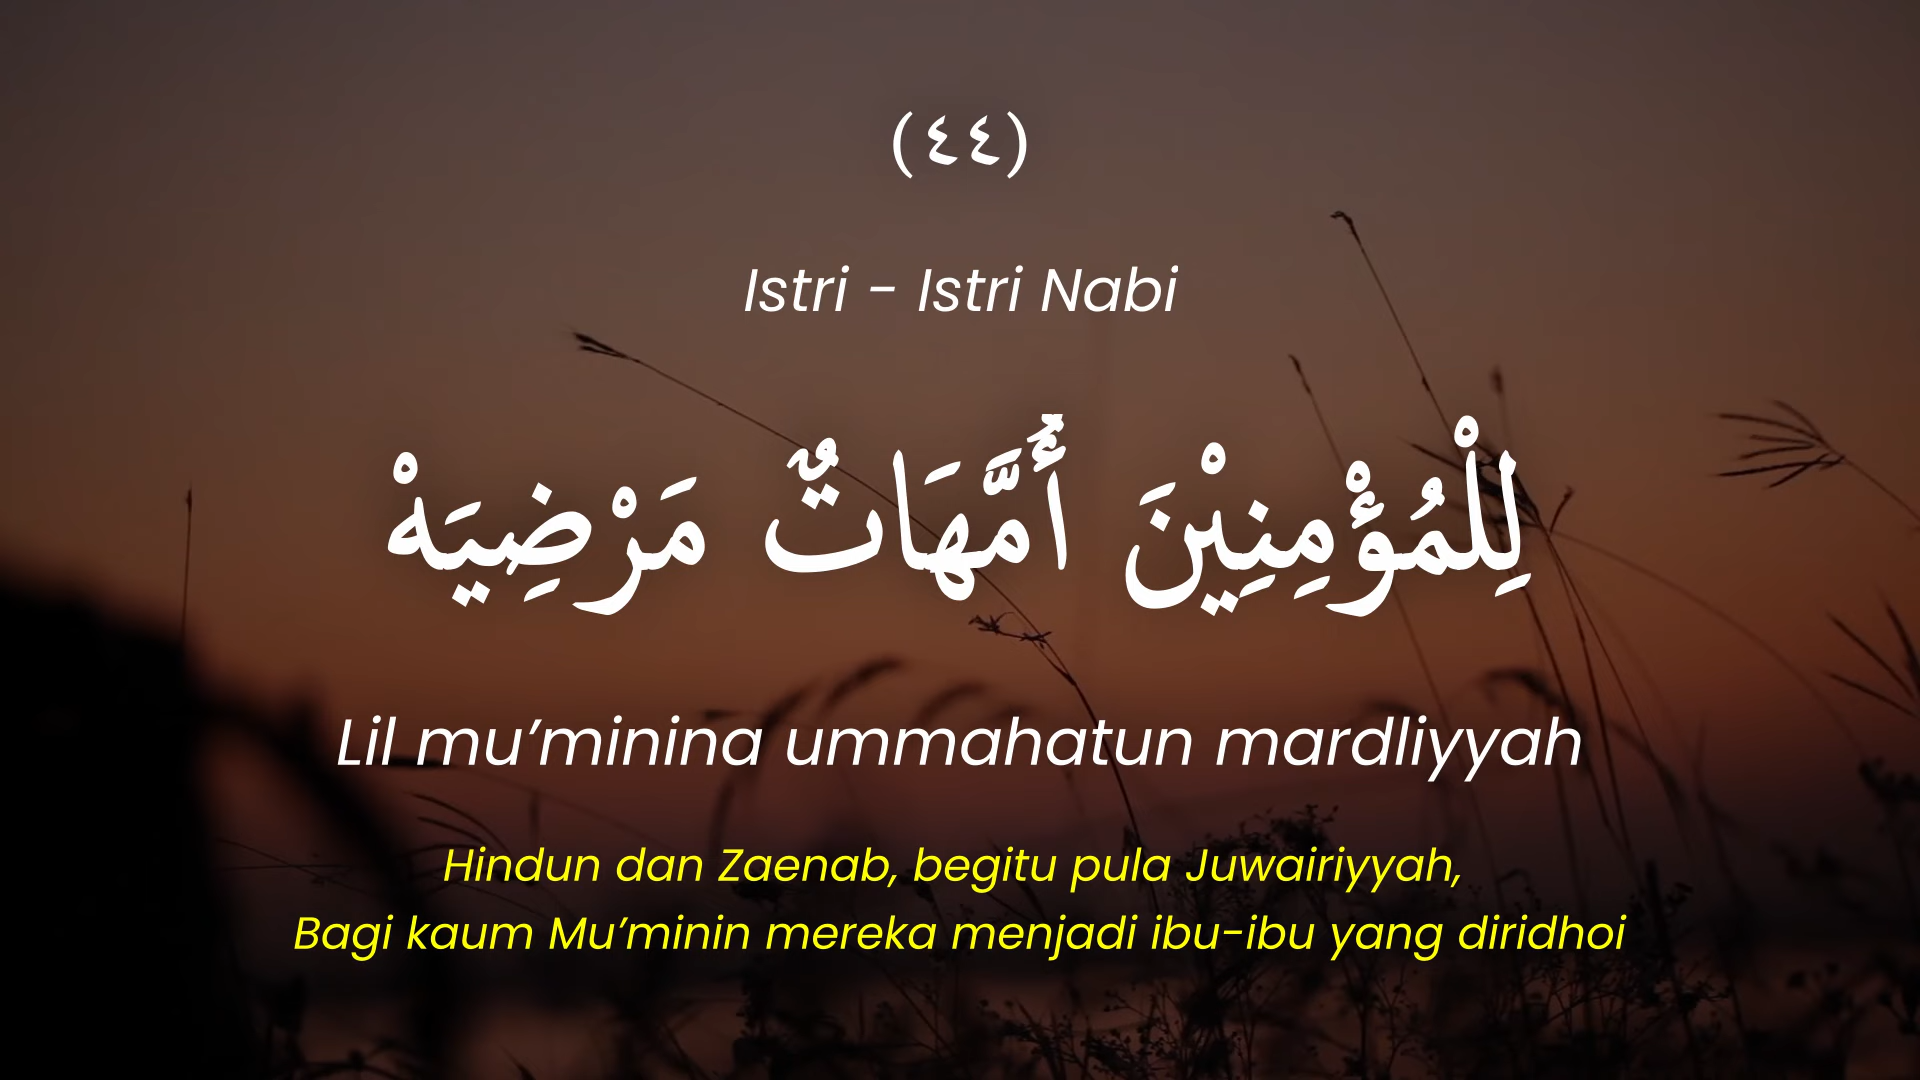 (٤٤)
Istri - Istri Nabi
لِلْمُؤْمِنِيْنَ أُمَّهَاتٌ مَرْضِيَهْ
Lil mu’minina ummahatun mardliyyah
Hindun dan Zaenab, begitu pula Juwairiyyah,
Bagi kaum Mu’minin mereka menjadi ibu-ibu yang diridhoi